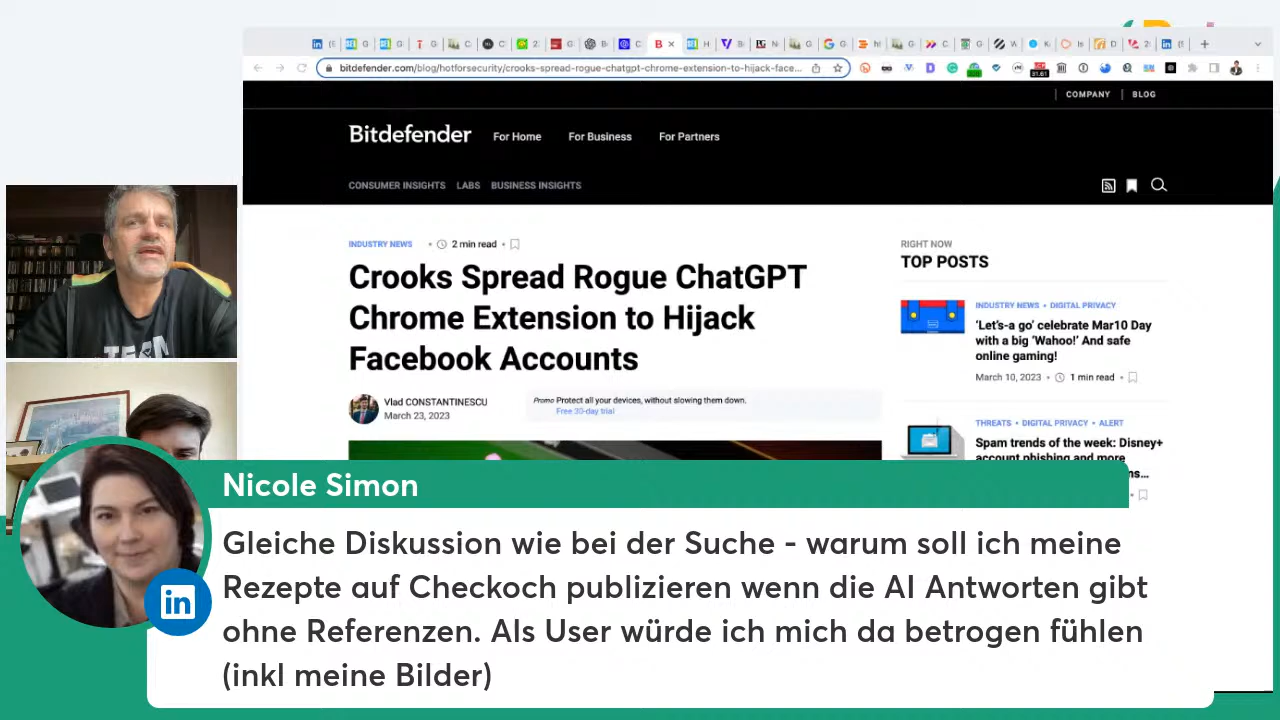 bitdefender.com/blog/hotforsecurity/crooks-spread-rogue-chatgpt-chrome-extension-to-hijack-face...
COMPANY
BLOG
Bitdefender
For Home
For Business
For Partners
CONSUMER INSIGHTS
LABS
BUSINESS INSIGHTS
INDUSTRY NEWS • 2 min read •
Crooks Spread Rogue ChatGPT
Chrome Extension to Hijack
Facebook Accounts
Vlad CONSTANTINESCU
March 23, 2023
Promo Protect all your devices, without slowing them down.
Free 30-day trial
RIGHT NOW
TOP POSTS
INDUSTRY NEWS • DIGITAL PRIVACY
‘Let’s-a go’ celebrate Mar10 Day
with a big ‘Wahoo!’ And safe
online gaming!
March 10, 2023 • 1 min read •
THREATS • DIGITAL PRIVACY • ALERT
Spam trends of the week: Disney+
account phishing and more
Nicole Simon
Gleiche Diskussion wie bei der Suche - warum soll ich meine
Rezepte auf Checkoch publizieren wenn die AI Antworten gibt
ohne Referenzen. Als User würde ich mich da betrogen fühlen
(inkl meine Bilder)
in